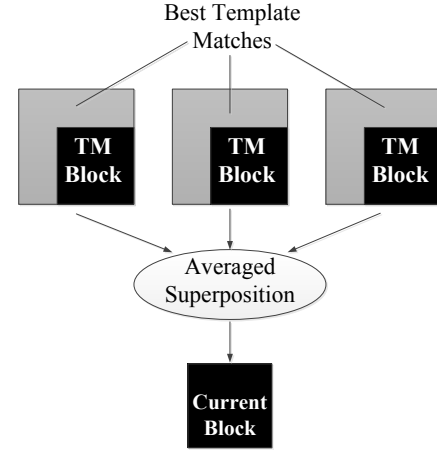 Best Template
Matches
TM
Block
TM
Block
TM
Block
Averaged
Superposition
Current
Block